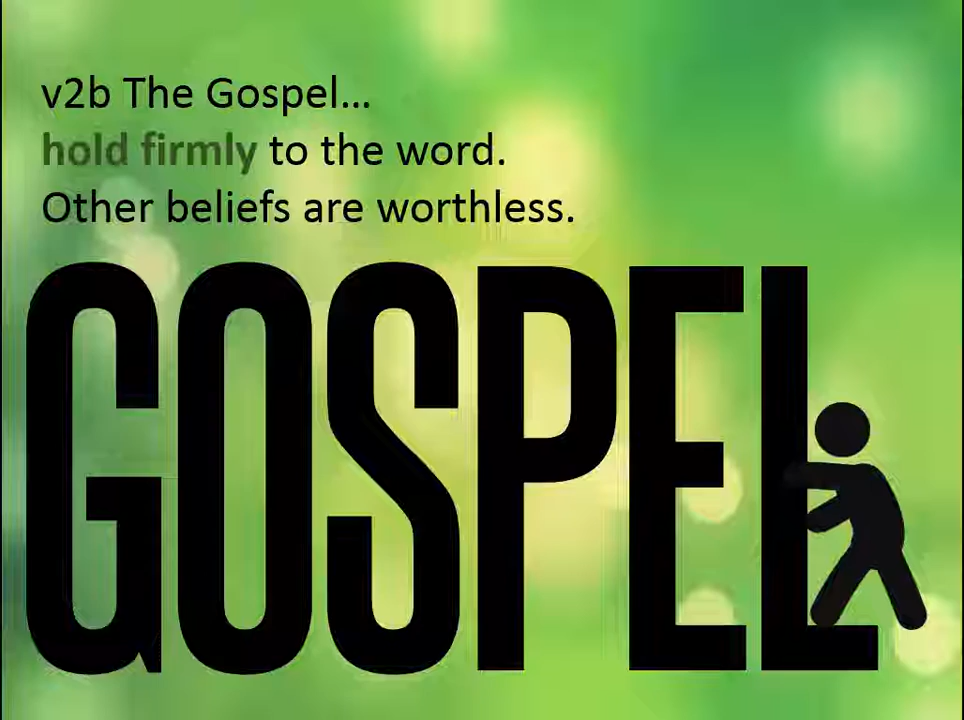 v2b The Gospel...
hold firmly to the word.
Other beliefs are worthless.
GOSPEL